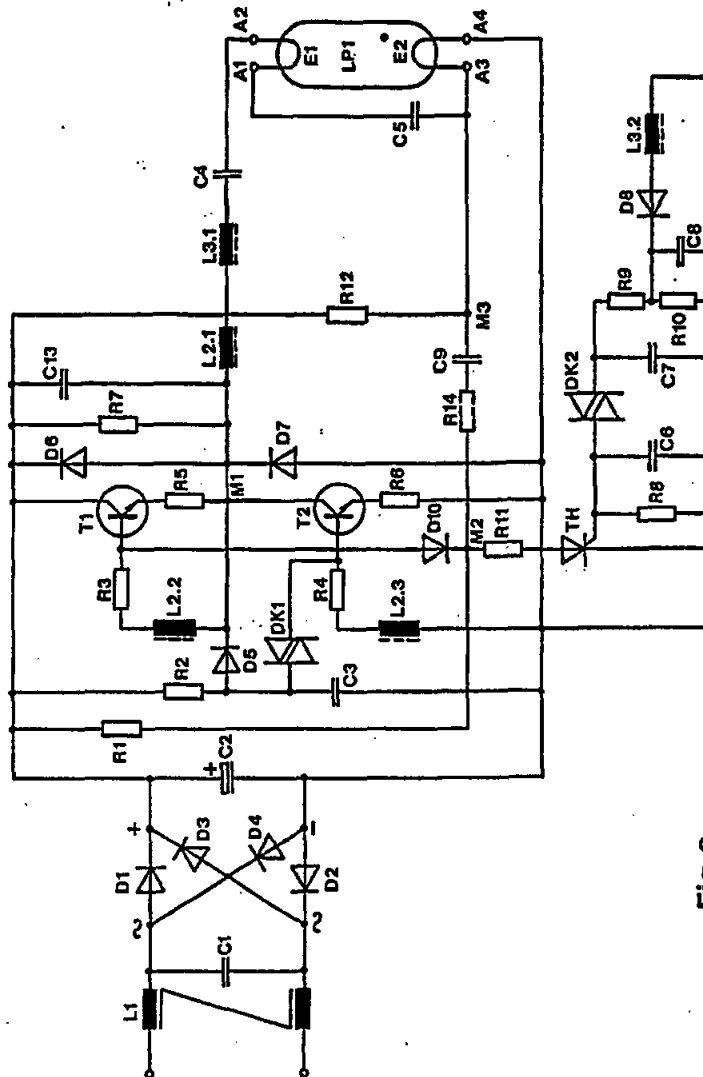 A2
A4
A1
E1
LP1
E2
A3
C5
C4
L3.1
L3.2
D8
C8
R12
L2.1
M3
R9
R10
C13
C9
DK2
C7
R7
R14
D6
D7
C6
R5
M1
R6
R8
T1
T2
D10
M2
R11
TH
R3
L2.2
DK1
R4
L2.3
R2
D5
C3
R1
+
C2
+
D3
D4
-
D1
D2
~
~
C1
L1